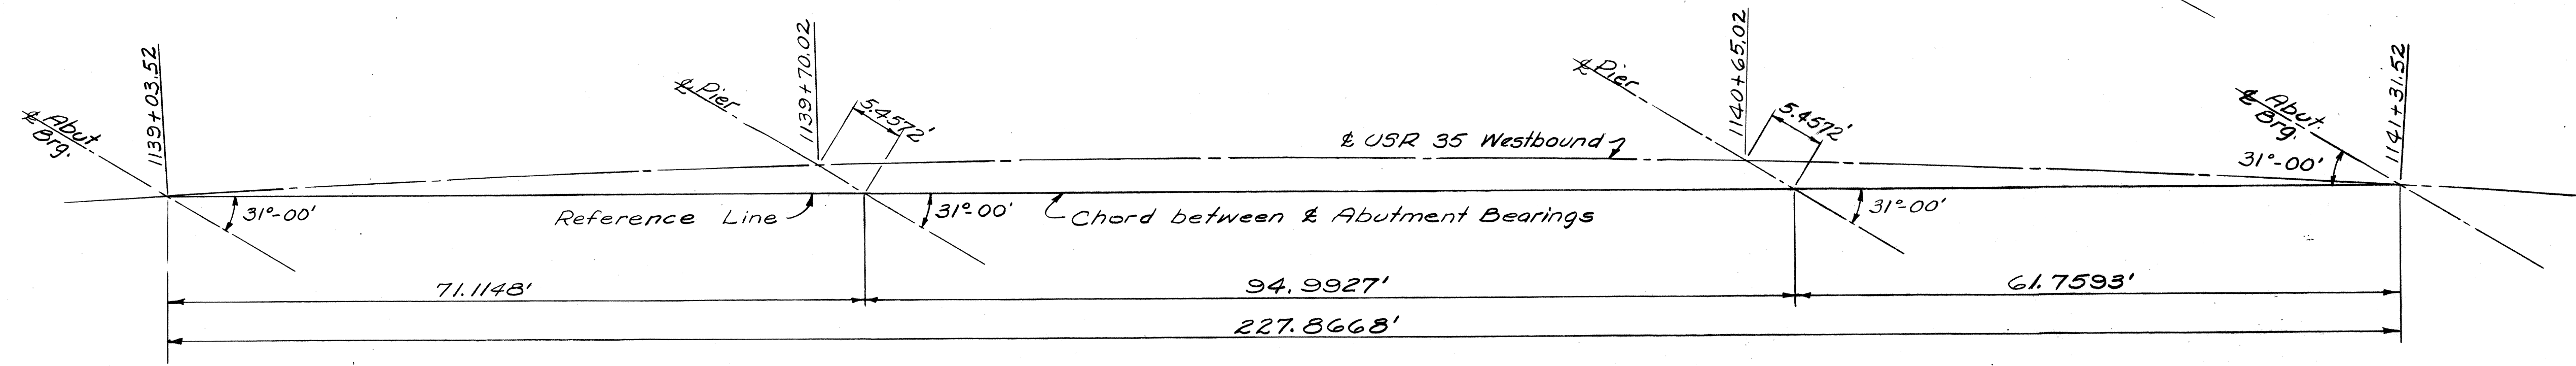 ℄ Abut
Brg.
1139+03.52
℄ Pier
1139+70.02
5.4572'
℄ USR 35 Westbound
℄ Pier
1140+65.02
5.4572'
℄ Abut.
Brg.
1141+31.52
31°-00'
31°-00'
Reference Line
31°-00'
Chord between ℄ Abutment Bearings
31°-00'
71.1148'
94.9927'
61.7593'
227.8668'